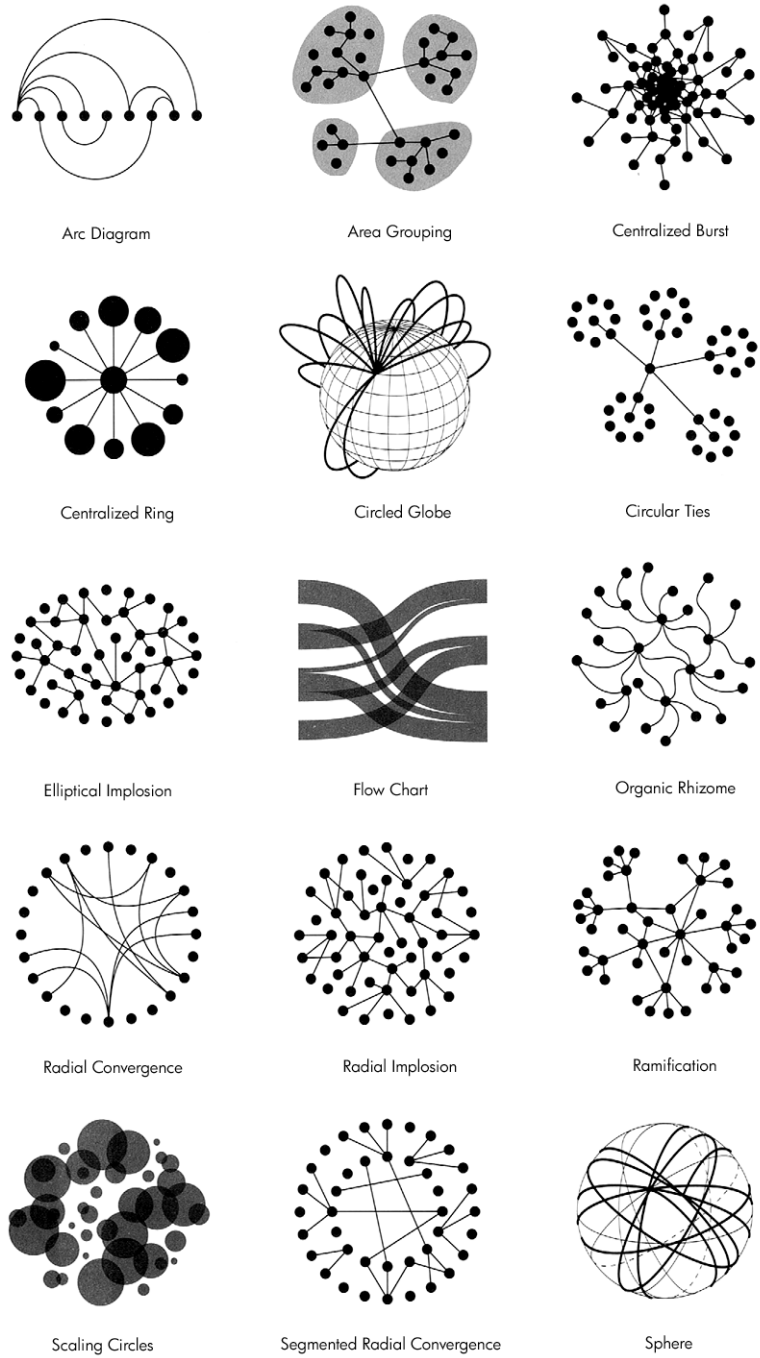 Arc Diagram
Area Grouping
Centralized Burst
Centralized Ring
Circled Globe
Circular Ties
Elliptical Implosion
Flow Chart
Organic Rhizome
Radial Convergence
Radial Implosion
Ramification
Scaling Circles
Segmented Radial Convergence
Sphere